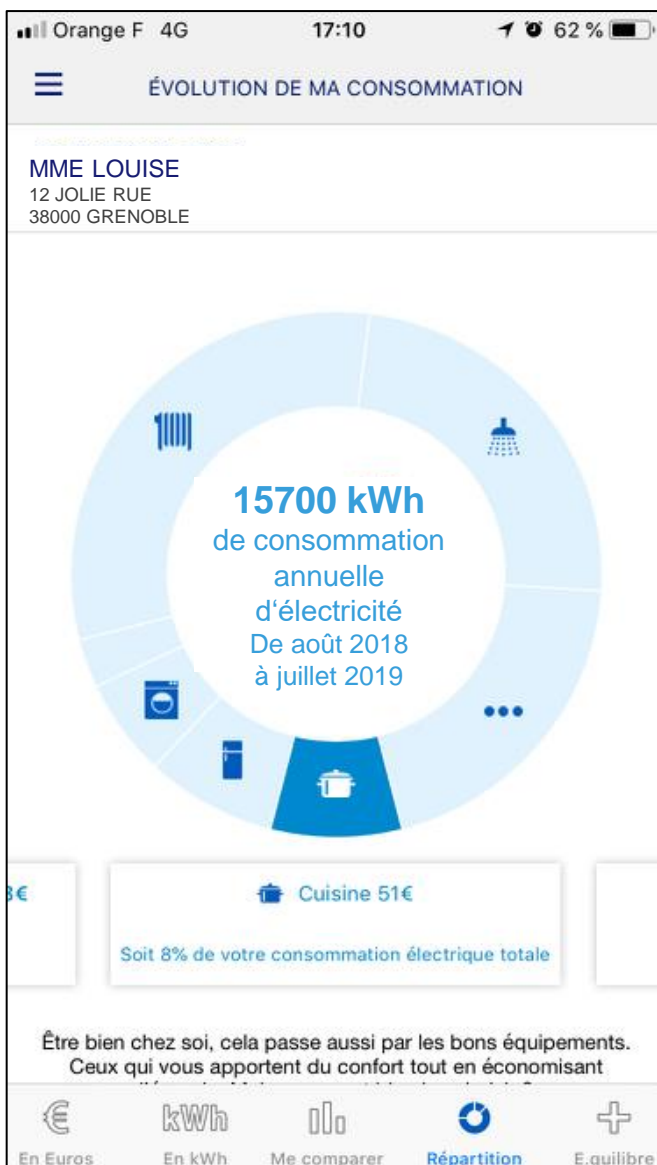 Orange F 4G 17:10 62 %
ÉVOLUTION DE MA CONSOMMATION
MME LOUISE
12 JOLIE RUE
38000 GRENOBLE
15700 kWh
de consommation
annuelle
d‘électricité
De août 2018
à juillet 2019
€
Cuisine 51€
Soit 8% de votre consommation électrique totale
Être bien chez soi, cela passe aussi par les bons équipements.
Ceux qui vous apportent du confort tout en économisant
€ kWh
En Euros En kWh Me comparer Répartition E.quilibre